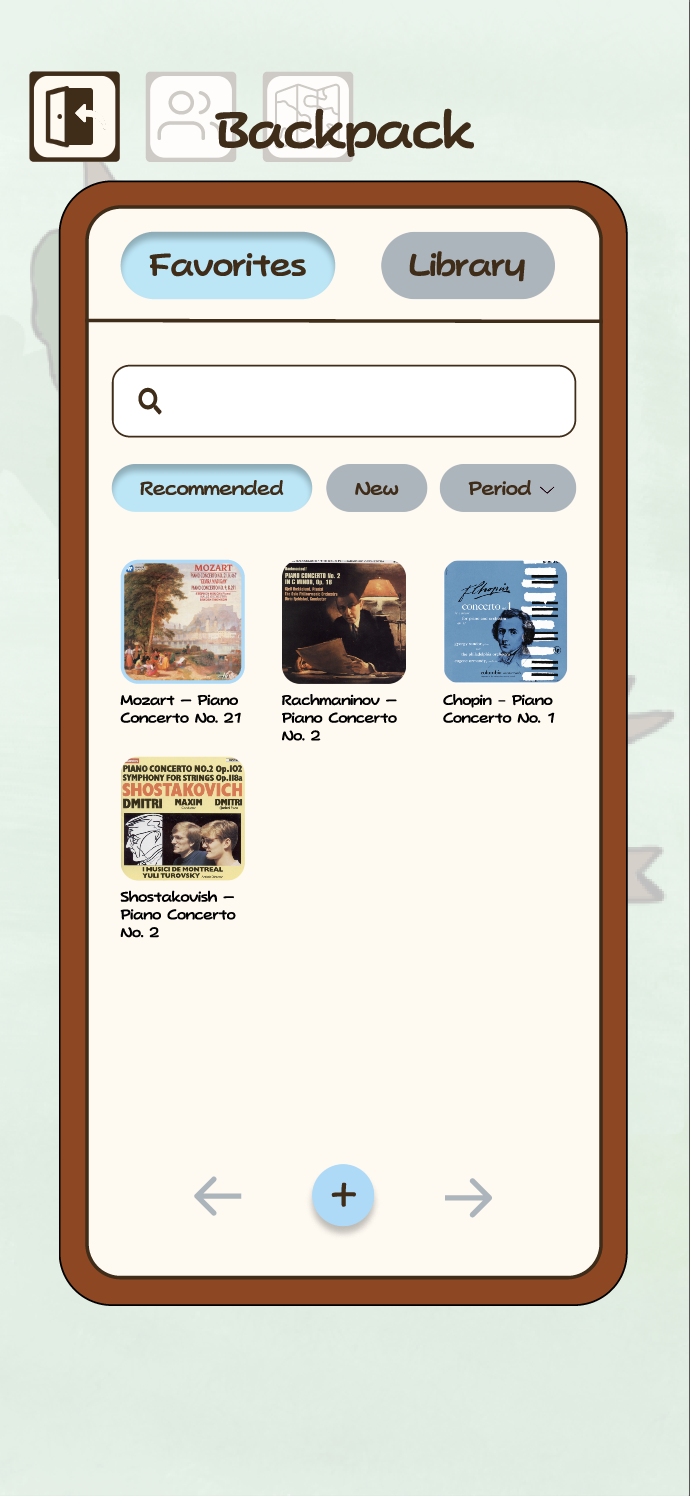 Backpack
Favorites
Library
Recommended
New
Period
MOZART
Mozart – Piano
Concerto No. 21
Rachmaninov –
Piano Concerto
No. 2
PIANO CONCERTO No. 2
IN C MINOR, Op. 18
Chopin - Piano
Concerto No. 1
Chopin
concerto no. 1
PIANO CONCERTO NO.2 Op.102
SYMPHONY FOR STRINGS Op.118a
SHOSTAKOVICH
DMITRI MAXIM DMITRI
I MUSICI DE MONTREAL
YULI TUROVSKY
Shostakovish –
Piano Concerto
No. 2